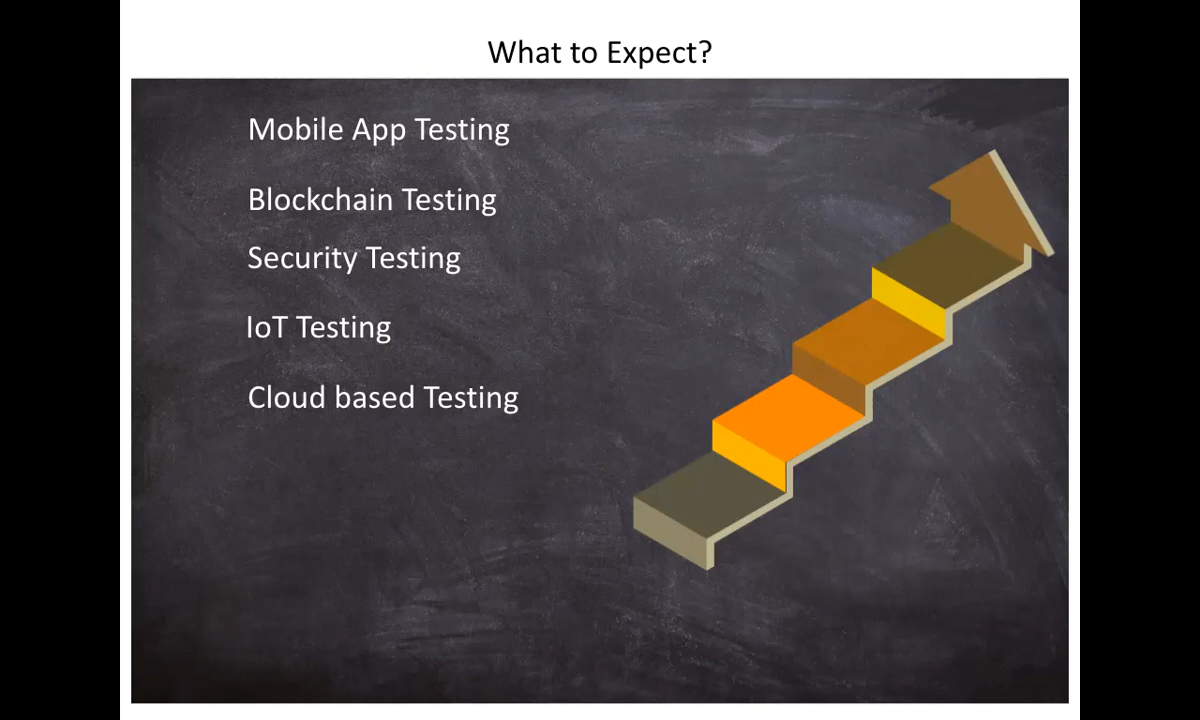 What to Expect?
Mobile App Testing
Blockchain Testing
Security Testing
IoT Testing
Cloud based Testing